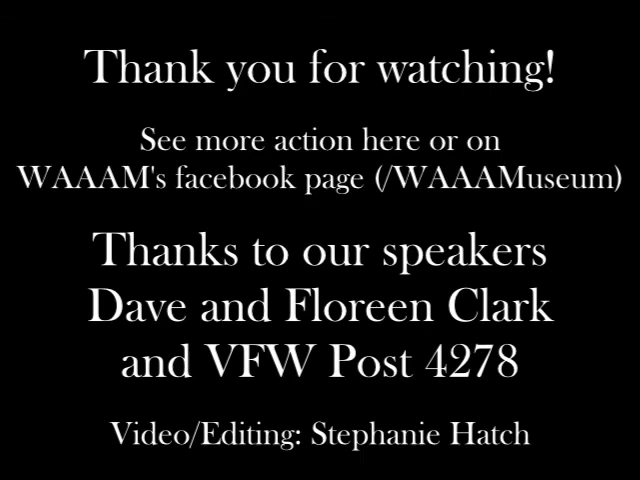 Thank you for watching!
See more action here or on
WAAAM's facebook page (/WAAAMuseum)
Thanks to our speakers
Dave and Floreen Clark
and VFW Post 4278
Video/Editing: Stephanie Hatch